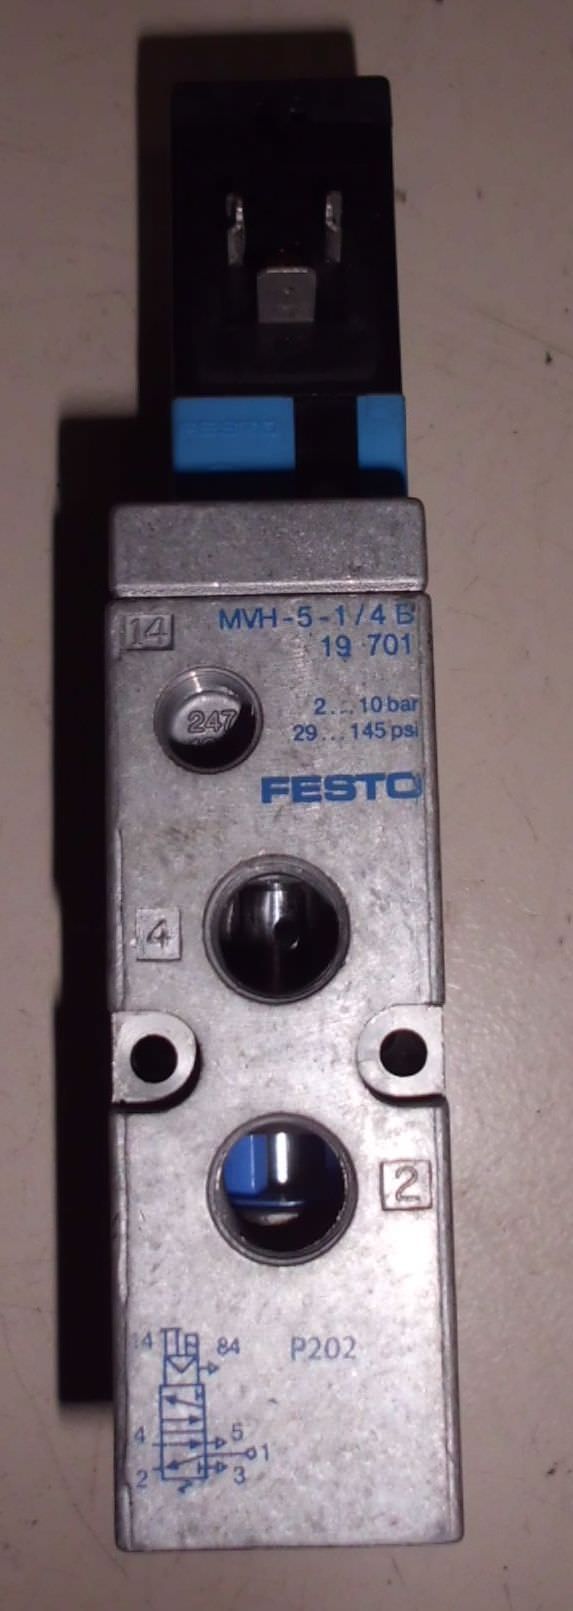 FESTO
14
MVH-5-1/4 B
19 701
247
2...10 bar
29...145 psi
FESTO
4
2
14 84
P202
4 5
1
2 3